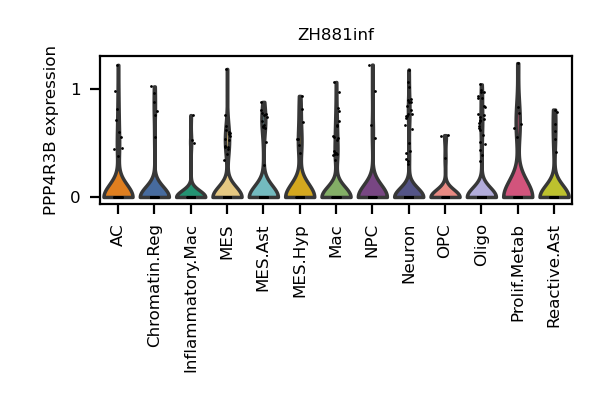 ZH881inf
PPP4R3B expression
1
0
AC
Chromatin.Reg
Inflammatory.Mac
MES
MES.Ast
MES.Hyp
Mac
NPC
Neuron
OPC
Oligo
Prolif.Metab
Reactive.Ast